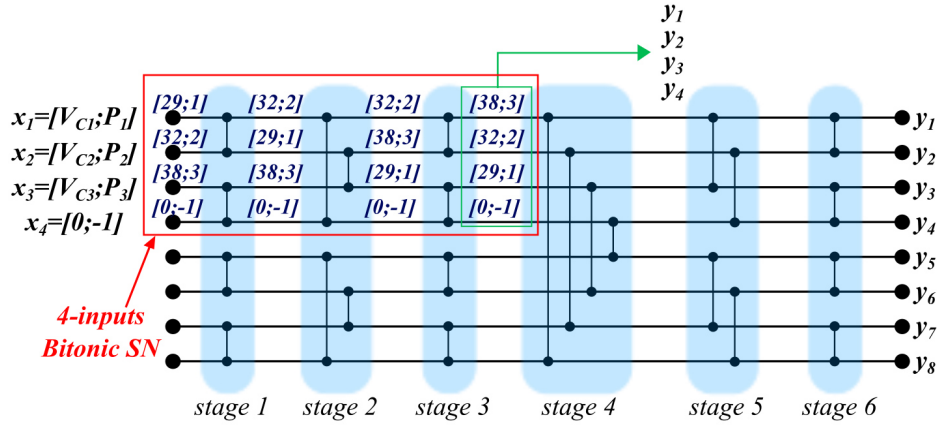 y1
y2
y3
y4
[29;1] [32;2] [32;2] [38;3]
x1=[VC1;P1] y1
[32;2] [29;1] [38;3] [32;2]
x2=[VC2;P2] y2
[38;3] [38;3] [29;1] [29;1]
x3=[VC3;P3] y3
[0;-1] [0;-1] [0;-1] [0;-1]
x4=[0;-1] y4
y5
y6
4-inputs
Bitonic SN
y7
y8
stage 1 stage 2 stage 3 stage 4 stage 5 stage 6